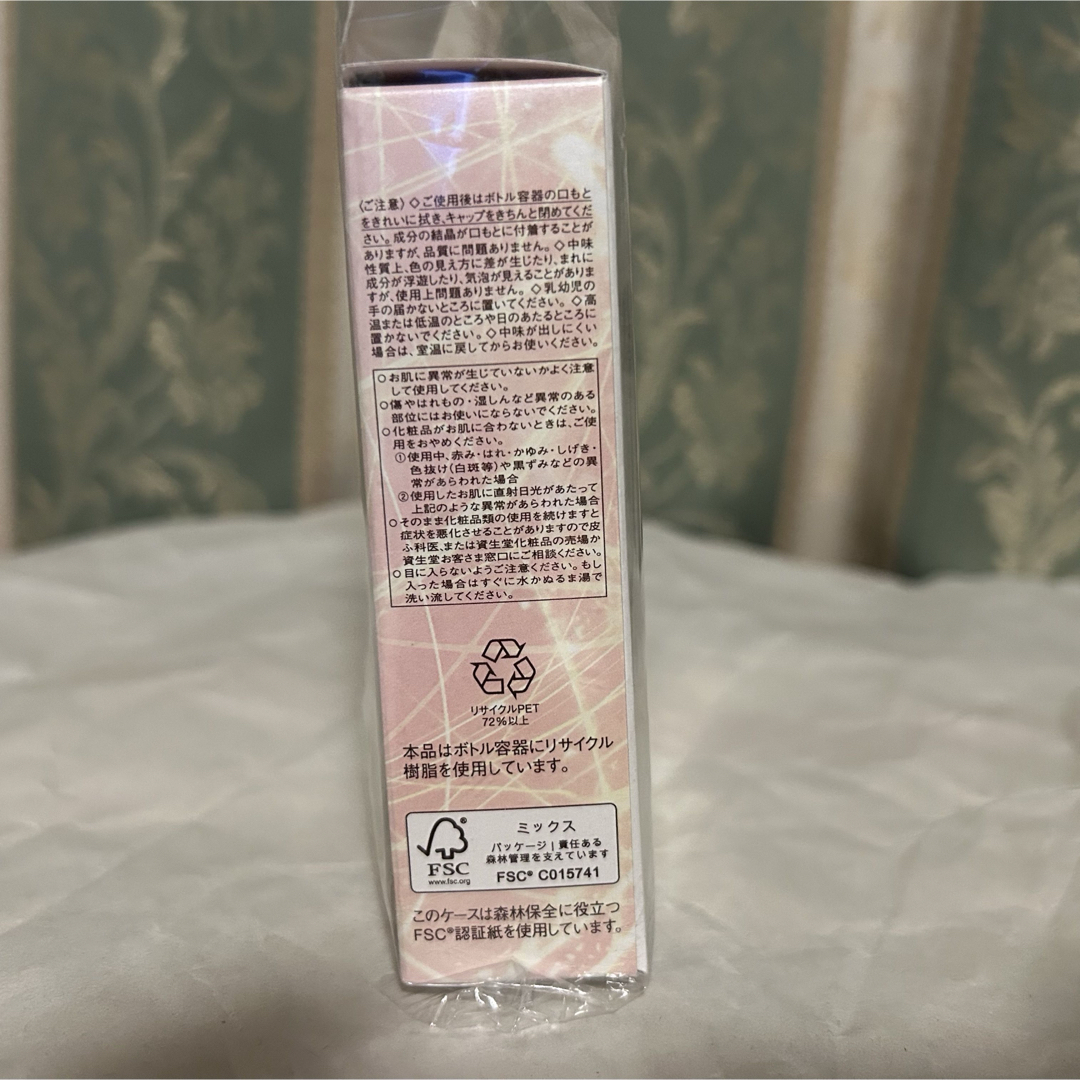 〈ご注意〉◇ご使用後はボトル容器の口もと
をきれいに拭き、キャップをきちんと閉めてくだ
さい。成分の結晶が口もとに付着することが
ありますが、品質に問題ありません。◇中味
性質上、色の見え方に差が生じたり、まれに
成分が浮遊したり、気泡が見えることがありま
すが、使用上問題ありません。◇乳幼児の
手の届かないところに置いてください。◇高
温または低温のところや日のあたるところに
置かないでください。◇中味が出しにくい
場合は、室温に戻してからお使いください。
○お肌に異常が生じていないかよく注意
して使用してください。
○傷やはれもの・湿しんなど異常のある
部位にはお使いにならないでください。
○化粧品がお肌に合わないときは、ご使
用をおやめください。
①使用中、赤み・はれ・かゆみ・しげき・
色抜け(白斑等)や黒ずみなどの異
常があらわれた場合
②使用したお肌に直射日光があたって
上記のような異常があらわれた場合
○そのまま化粧品類の使用を続けますと
症状を悪化させることがありますので皮
ふ科医、または資生堂化粧品の売場か
資生堂お客さま窓口にご相談ください。
○目に入らないようご注意ください。もし
入った場合はすぐに水かぬるま湯で
洗い流してください。
リサイクルPET
72%以上
本品はボトル容器にリサイクル
樹脂を使用しています。
FSC
www.fsc.org
ミックス
パッケージ|責任ある
森林管理を支えています
FSC® C015741
このケースは森林保全に役立つ
FSC®認証紙を使用しています。